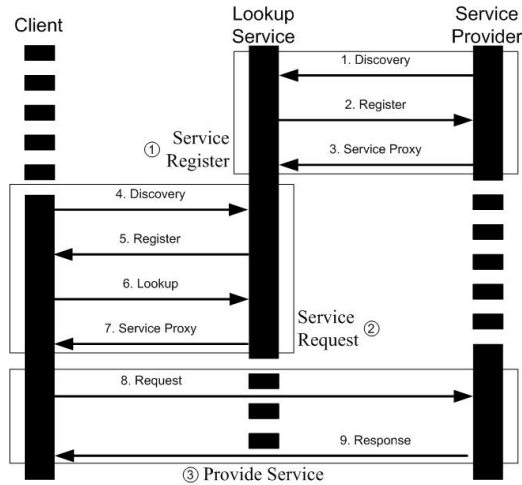 Client
Lookup
Service
Service
Provider
1. Discovery
2. Register
3. Service Proxy
① Service
Register
4. Discovery
5. Register
6. Lookup
7. Service Proxy
Service
Request ②
8. Request
9. Response
③ Provide Service